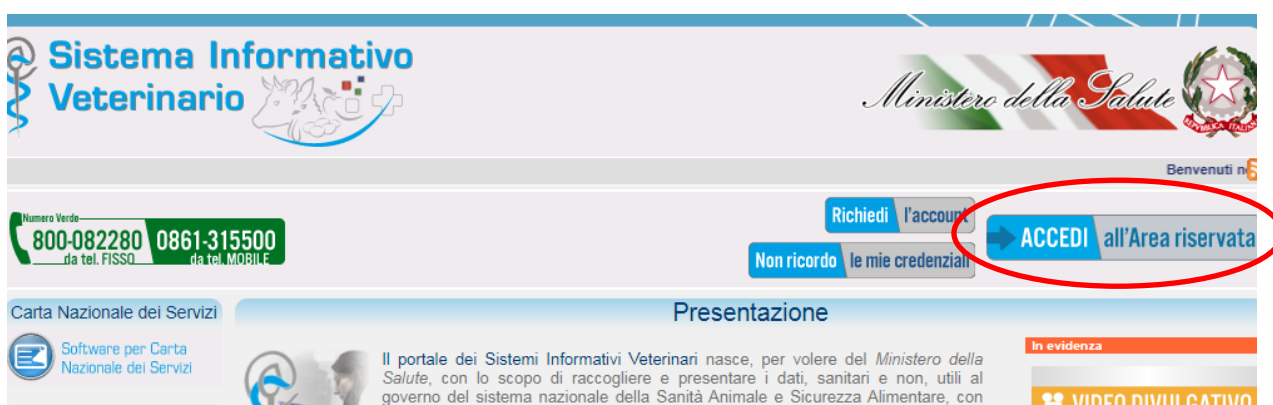 Sistema Informativo
Veterinario
Ministero della Salute
REPUBBLICA ITALIANA
Benvenuti
Numero Verde
800-082280 0861-315500
da tel. FISSO da tel. MOBILE
Richiedi l'account
Non ricordo le mie credenziali
ACCEDI all'Area riservata
Carta Nazionale dei Servizi
Software per Carta
Nazionale dei Servizi
Presentazione
Il portale dei Sistemi Informativi Veterinari nasce, per volere del Ministero della
Salute, con lo scopo di raccogliere e presentare i dati, sanitari e non, utili al
governo del sistema nazionale della Sanità Animale e Sicurezza Alimentare, con
In evidenza
VIDEO DIVULGATIVO